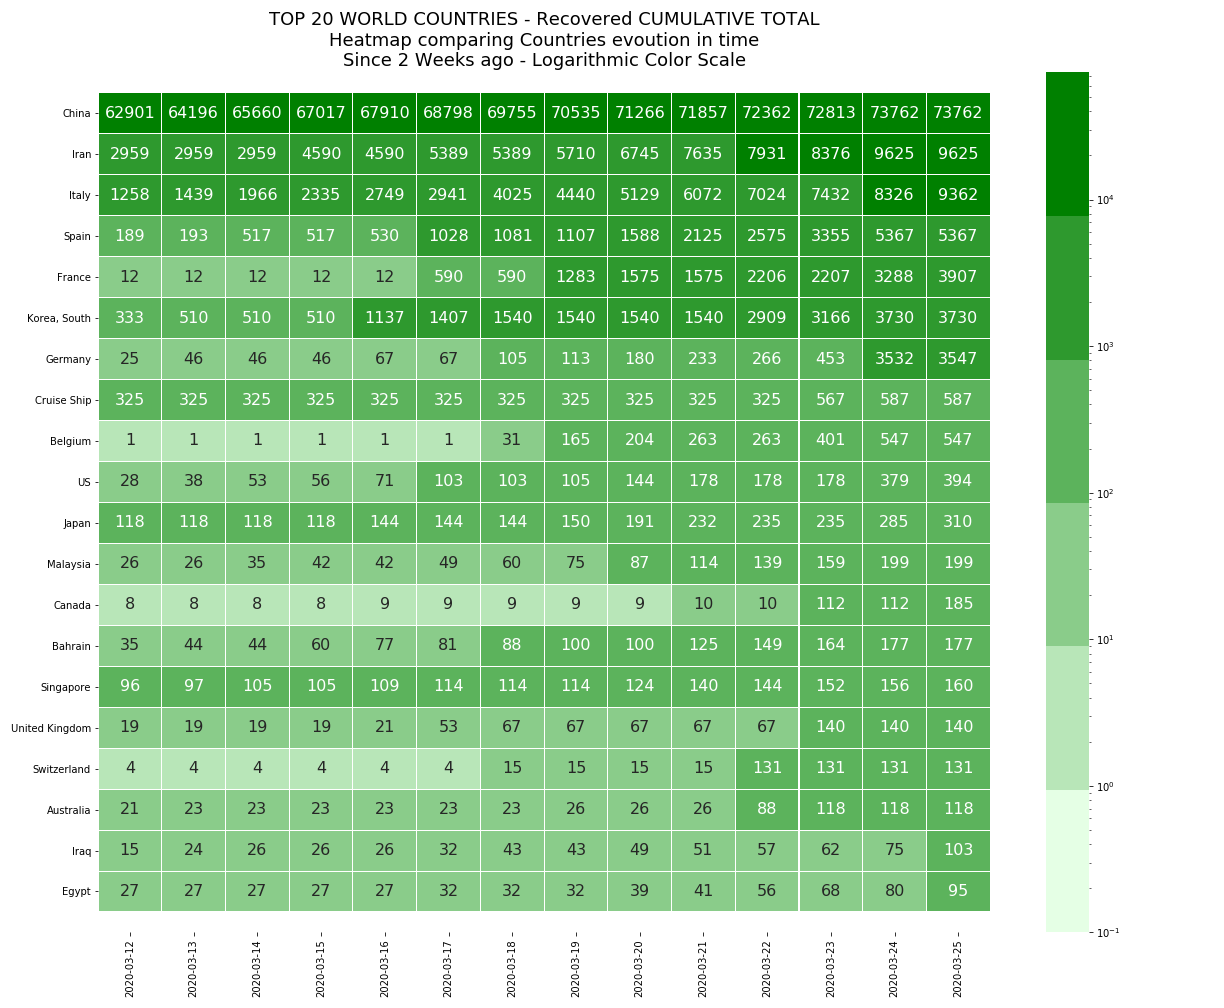 TOP 20 WORLD COUNTRIES - Recovered CUMULATIVE TOTAL
Heatmap comparing Countries evoution in time
Since 2 Weeks ago - Logarithmic Color Scale
China 62901 64196 65660 67017 67910 68798 69755 70535 71266 71857 72362 72813 73762 73762
Iran 2959 2959 2959 4590 4590 5389 5389 5710 6745 7635 7931 8376 9625 9625
Italy 1258 1439 1966 2335 2749 2941 4025 4440 5129 6072 7024 7432 8326 9362
Spain 189 193 517 517 530 1028 1081 1107 1588 2125 2575 3355 5367 5367
France 12 12 12 12 12 590 590 1283 1575 1575 2206 2207 3288 3907
Korea, South 333 510 510 510 1137 1407 1540 1540 1540 1540 2909 3166 3730 3730
Germany 25 46 46 46 67 67 105 113 180 233 266 453 3532 3547
Cruise Ship 325 325 325 325 325 325 325 325 325 325 325 567 587 587
Belgium 1 1 1 1 1 1 31 165 204 263 263 401 547 547
US 28 38 53 56 71 103 103 105 144 178 178 178 379 394
Japan 118 118 118 118 144 144 144 150 191 232 235 235 285 310
Malaysia 26 26 35 42 42 49 60 75 87 114 139 159 199 199
Canada 8 8 8 8 9 9 9 9 9 10 10 112 112 185
Bahrain 35 44 44 60 77 81 88 100 100 125 149 164 177 177
Singapore 96 97 105 105 109 114 114 114 124 140 144 152 156 160
United Kingdom 19 19 19 19 21 53 67 67 67 67 67 140 140 140
Switzerland 4 4 4 4 4 4 15 15 15 15 131 131 131 131
Australia 21 23 23 23 23 23 23 26 26 26 88 118 118 118
Iraq 15 24 26 26 26 32 43 43 49 51 57 62 75 103
Egypt 27 27 27 27 27 32 32 32 39 41 56 68 80 95
2020-03-12 2020-03-13 2020-03-14 2020-03-15 2020-03-16 2020-03-17 2020-03-18 2020-03-19 2020-03-20 2020-03-21 2020-03-22 2020-03-23 2020-03-24 2020-03-25
10⁴
10³
10²
10¹
10⁰
10⁻¹